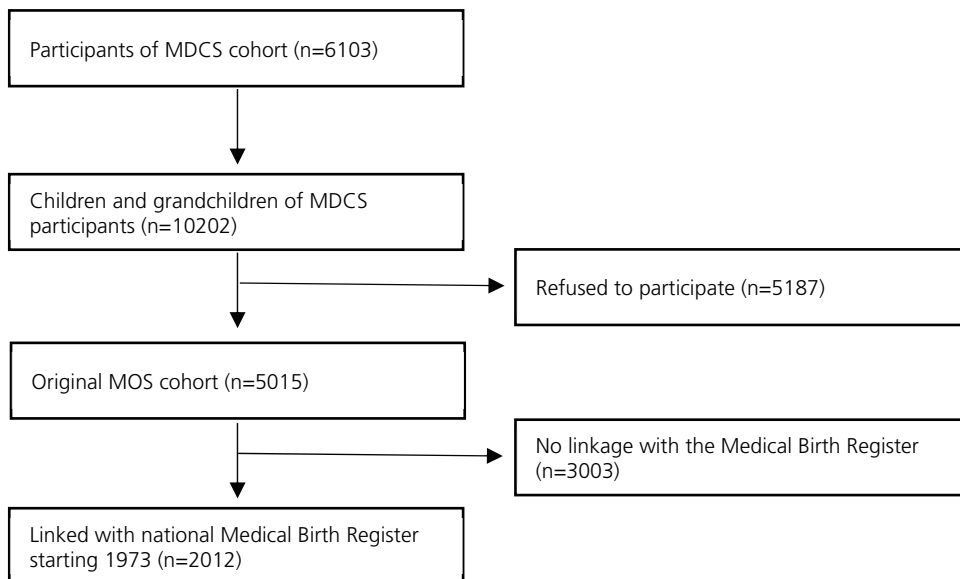 Participants of MDCS cohort (n=6103)
Children and grandchildren of MDCS
participants (n=10202)
Refused to participate (n=5187)
Original MOS cohort (n=5015)
No linkage with the Medical Birth Register
(n=3003)
Linked with national Medical Birth Register
starting 1973 (n=2012)